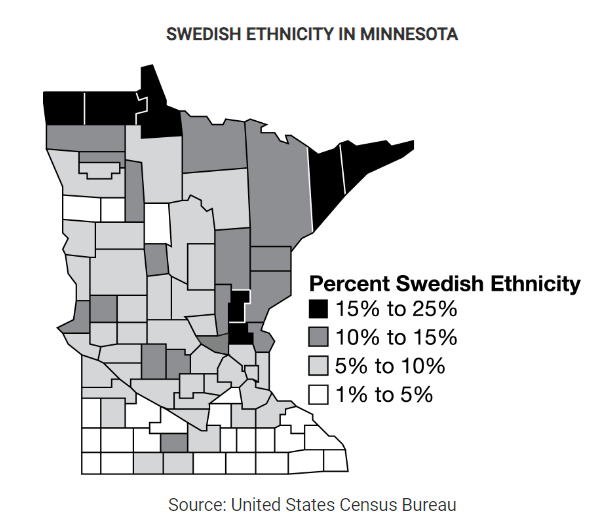 SWEDISH ETHNICITY IN MINNESOTA
Percent Swedish Ethnicity
15% to 25%
10% to 15%
5% to 10%
1% to 5%
Source: United States Census Bureau